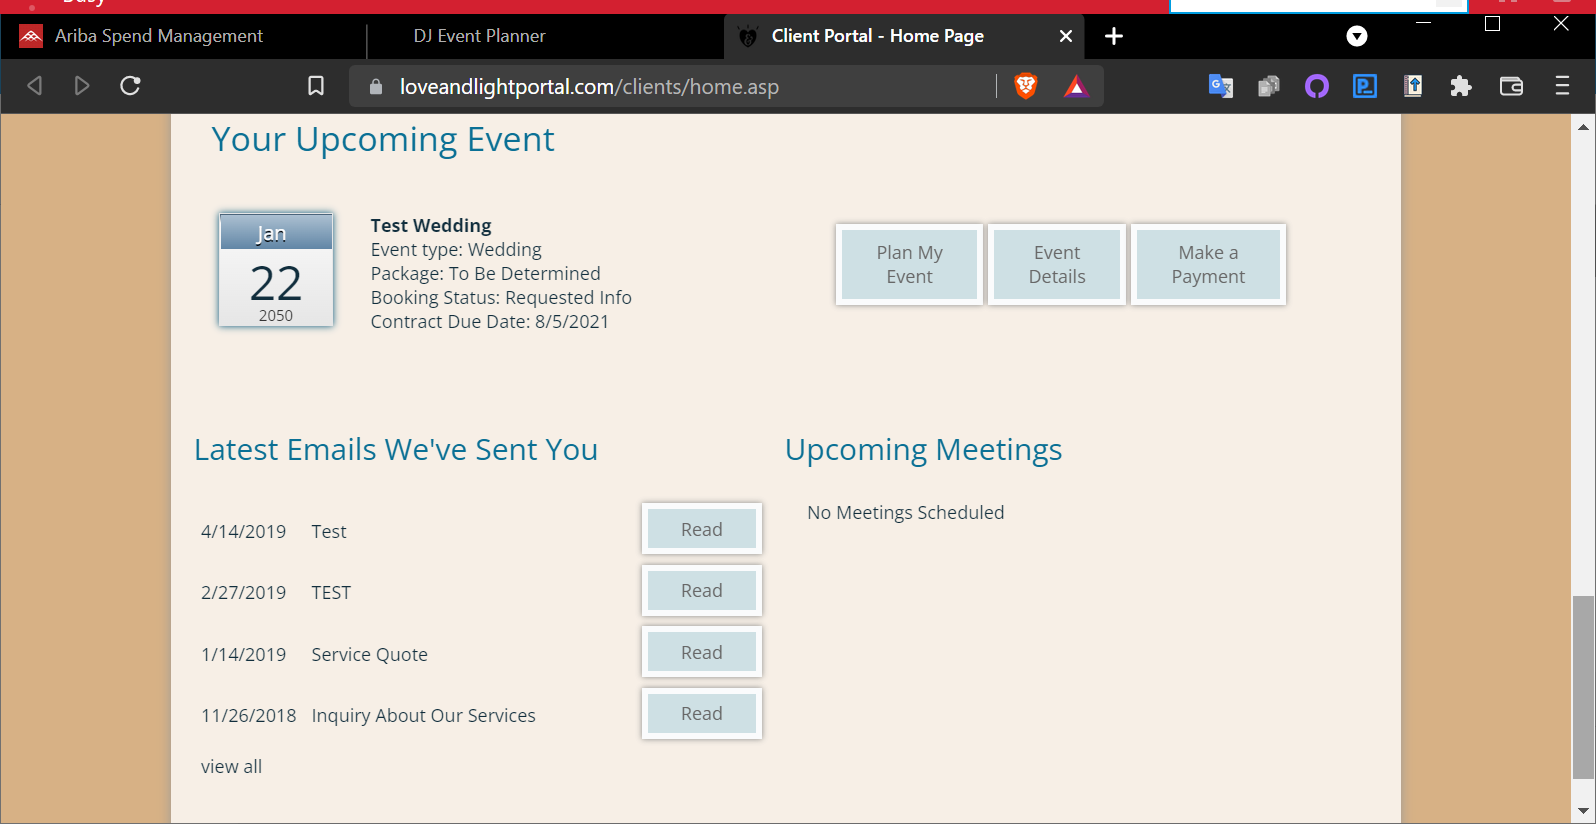 Busy
Ariba Spend Management
DJ Event Planner
Client Portal - Home Page
loveandlightportal.com/clients/home.asp
Your Upcoming Event
Jan
22
2050
Test Wedding
Event type: Wedding
Package: To Be Determined
Booking Status: Requested Info
Contract Due Date: 8/5/2021
Plan My
Event
Event
Details
Make a
Payment
Latest Emails We've Sent You
4/14/2019 Test Read
2/27/2019 TEST Read
1/14/2019 Service Quote Read
11/26/2018 Inquiry About Our Services Read
view all
Upcoming Meetings
No Meetings Scheduled